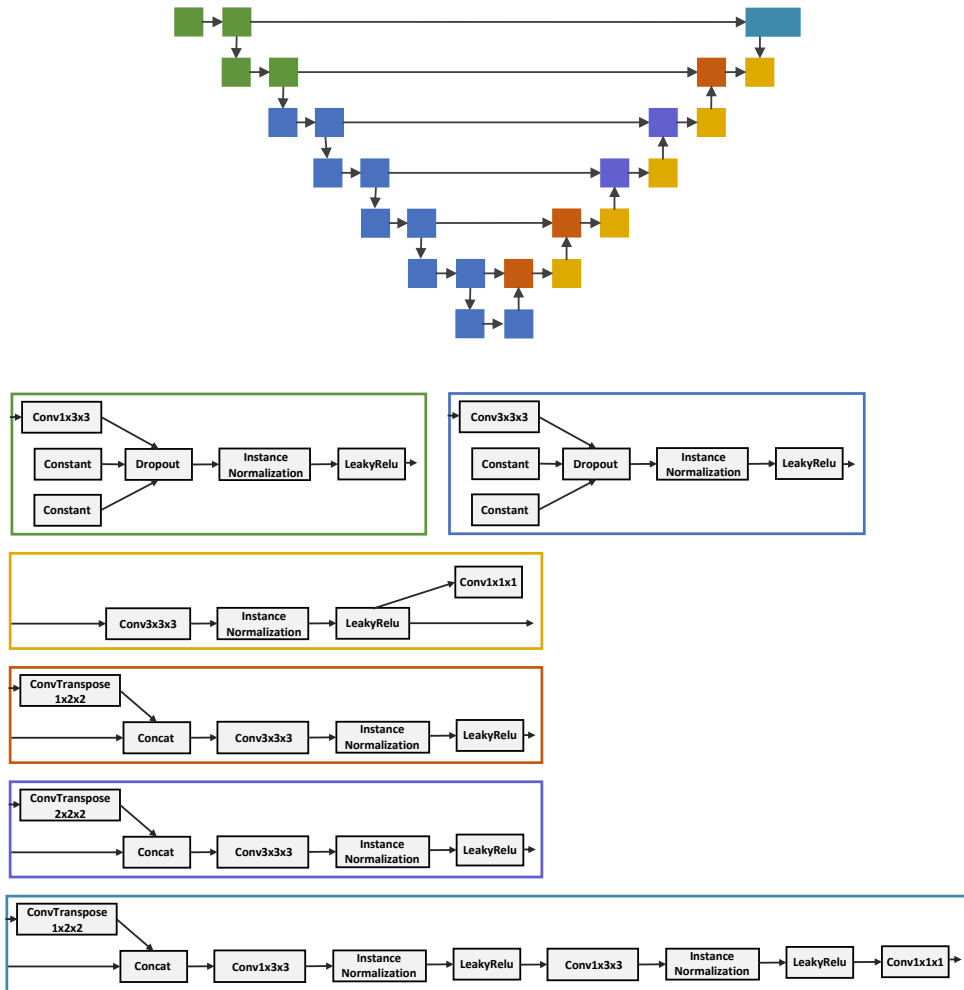 Conv1x3x3
Constant
Dropout
Instance
Normalization
LeakyRelu
Constant
Conv3x3x3
Constant
Dropout
Instance
Normalization
LeakyRelu
Constant
Conv1x1x1
Conv3x3x3
Instance
Normalization
LeakyRelu
ConvTranspose
1x2x2
Concat
Conv3x3x3
Instance
Normalization
LeakyRelu
ConvTranspose
2x2x2
Concat
Conv3x3x3
Instance
Normalization
LeakyRelu
ConvTranspose
1x2x2
Concat
Conv1x3x3
Instance
Normalization
LeakyRelu
Conv1x3x3
Instance
Normalization
LeakyRelu
Conv1x1x1